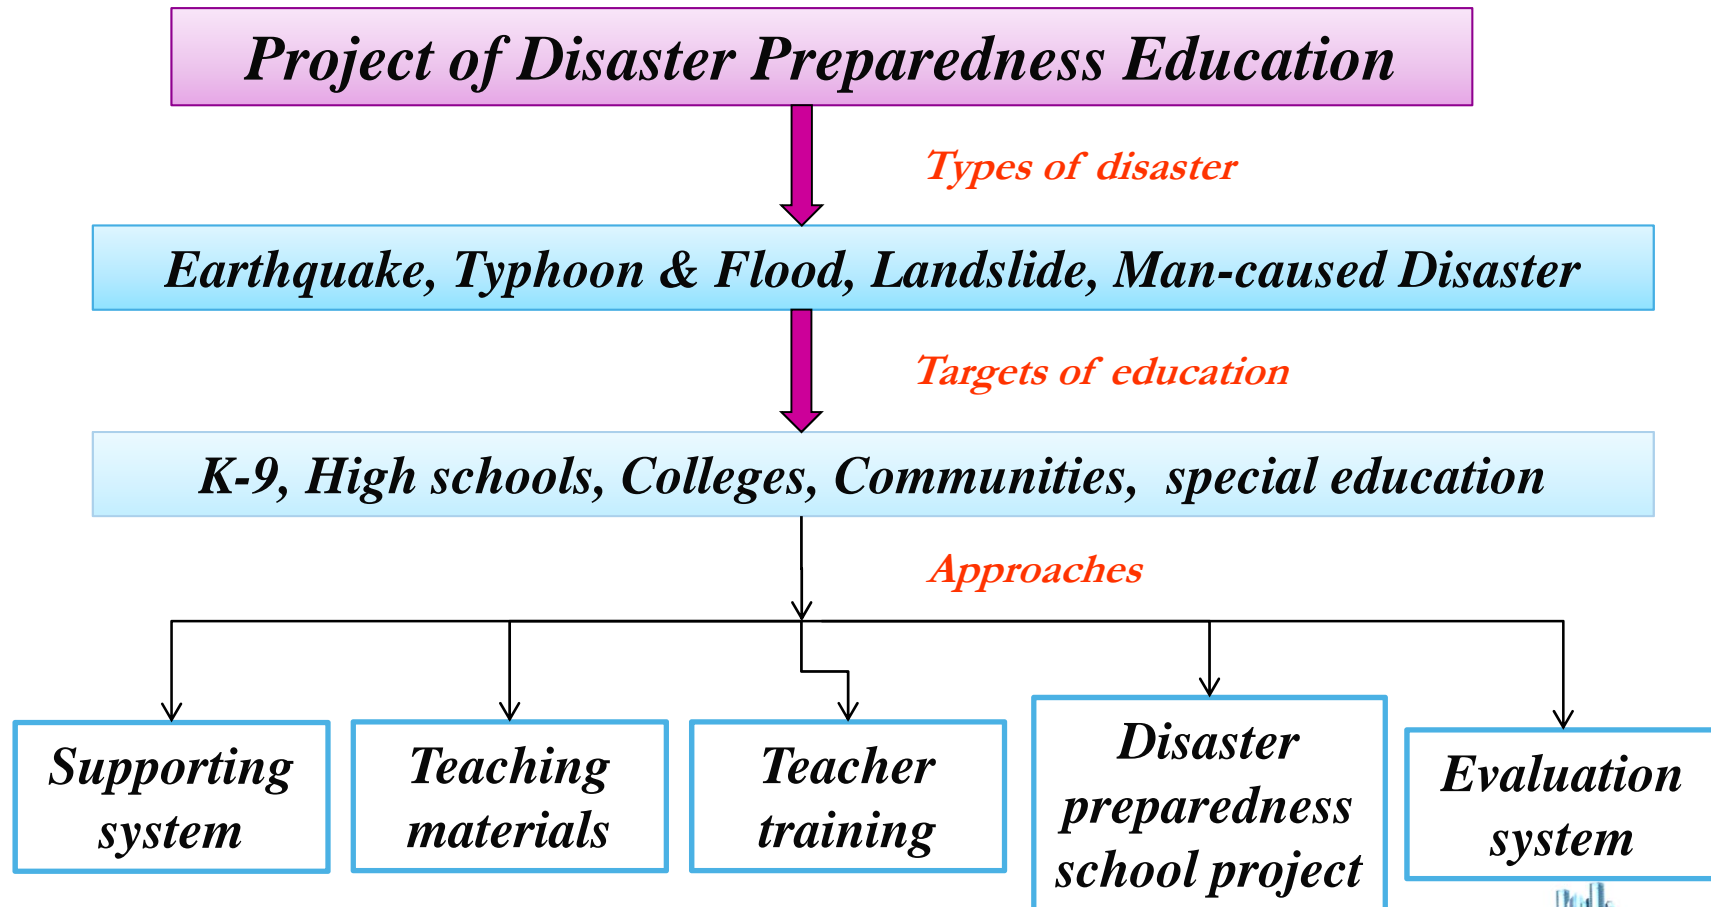 Project of Disaster Preparedness Education
Types of disaster
Earthquake, Typhoon & Flood, Landslide, Man-caused Disaster
Targets of education
K-9, High schools, Colleges, Communities, special education
Approaches
Supporting
system
Teaching
materials
Teacher
training
Disaster
preparedness
school project
Evaluation
system